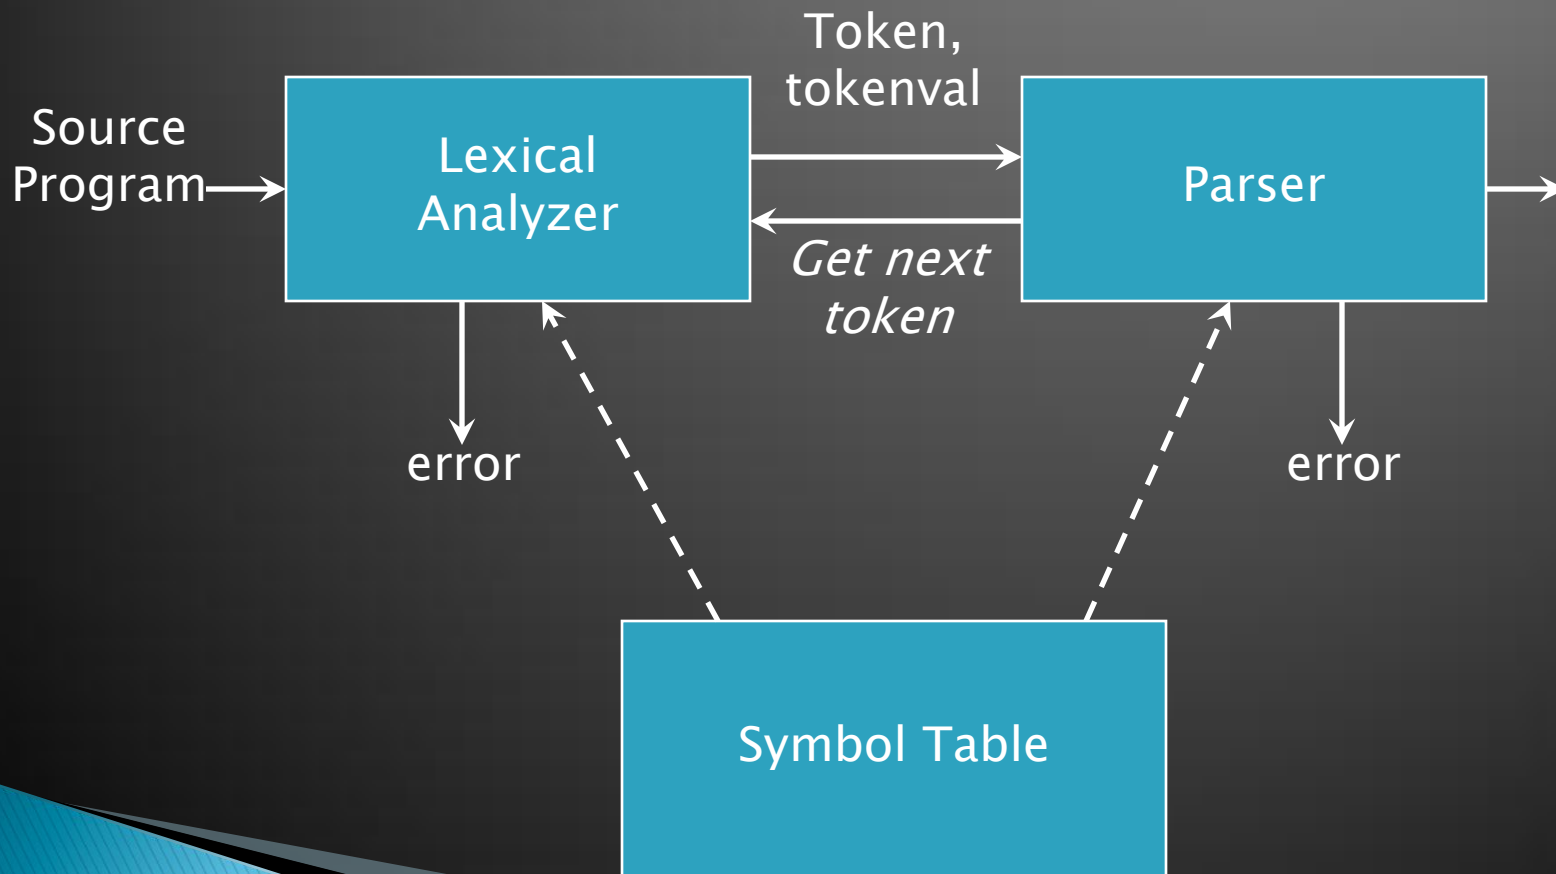 Token,
tokenval
Source
Program
Lexical
Analyzer
Parser
Get next
token
error
error
Symbol Table